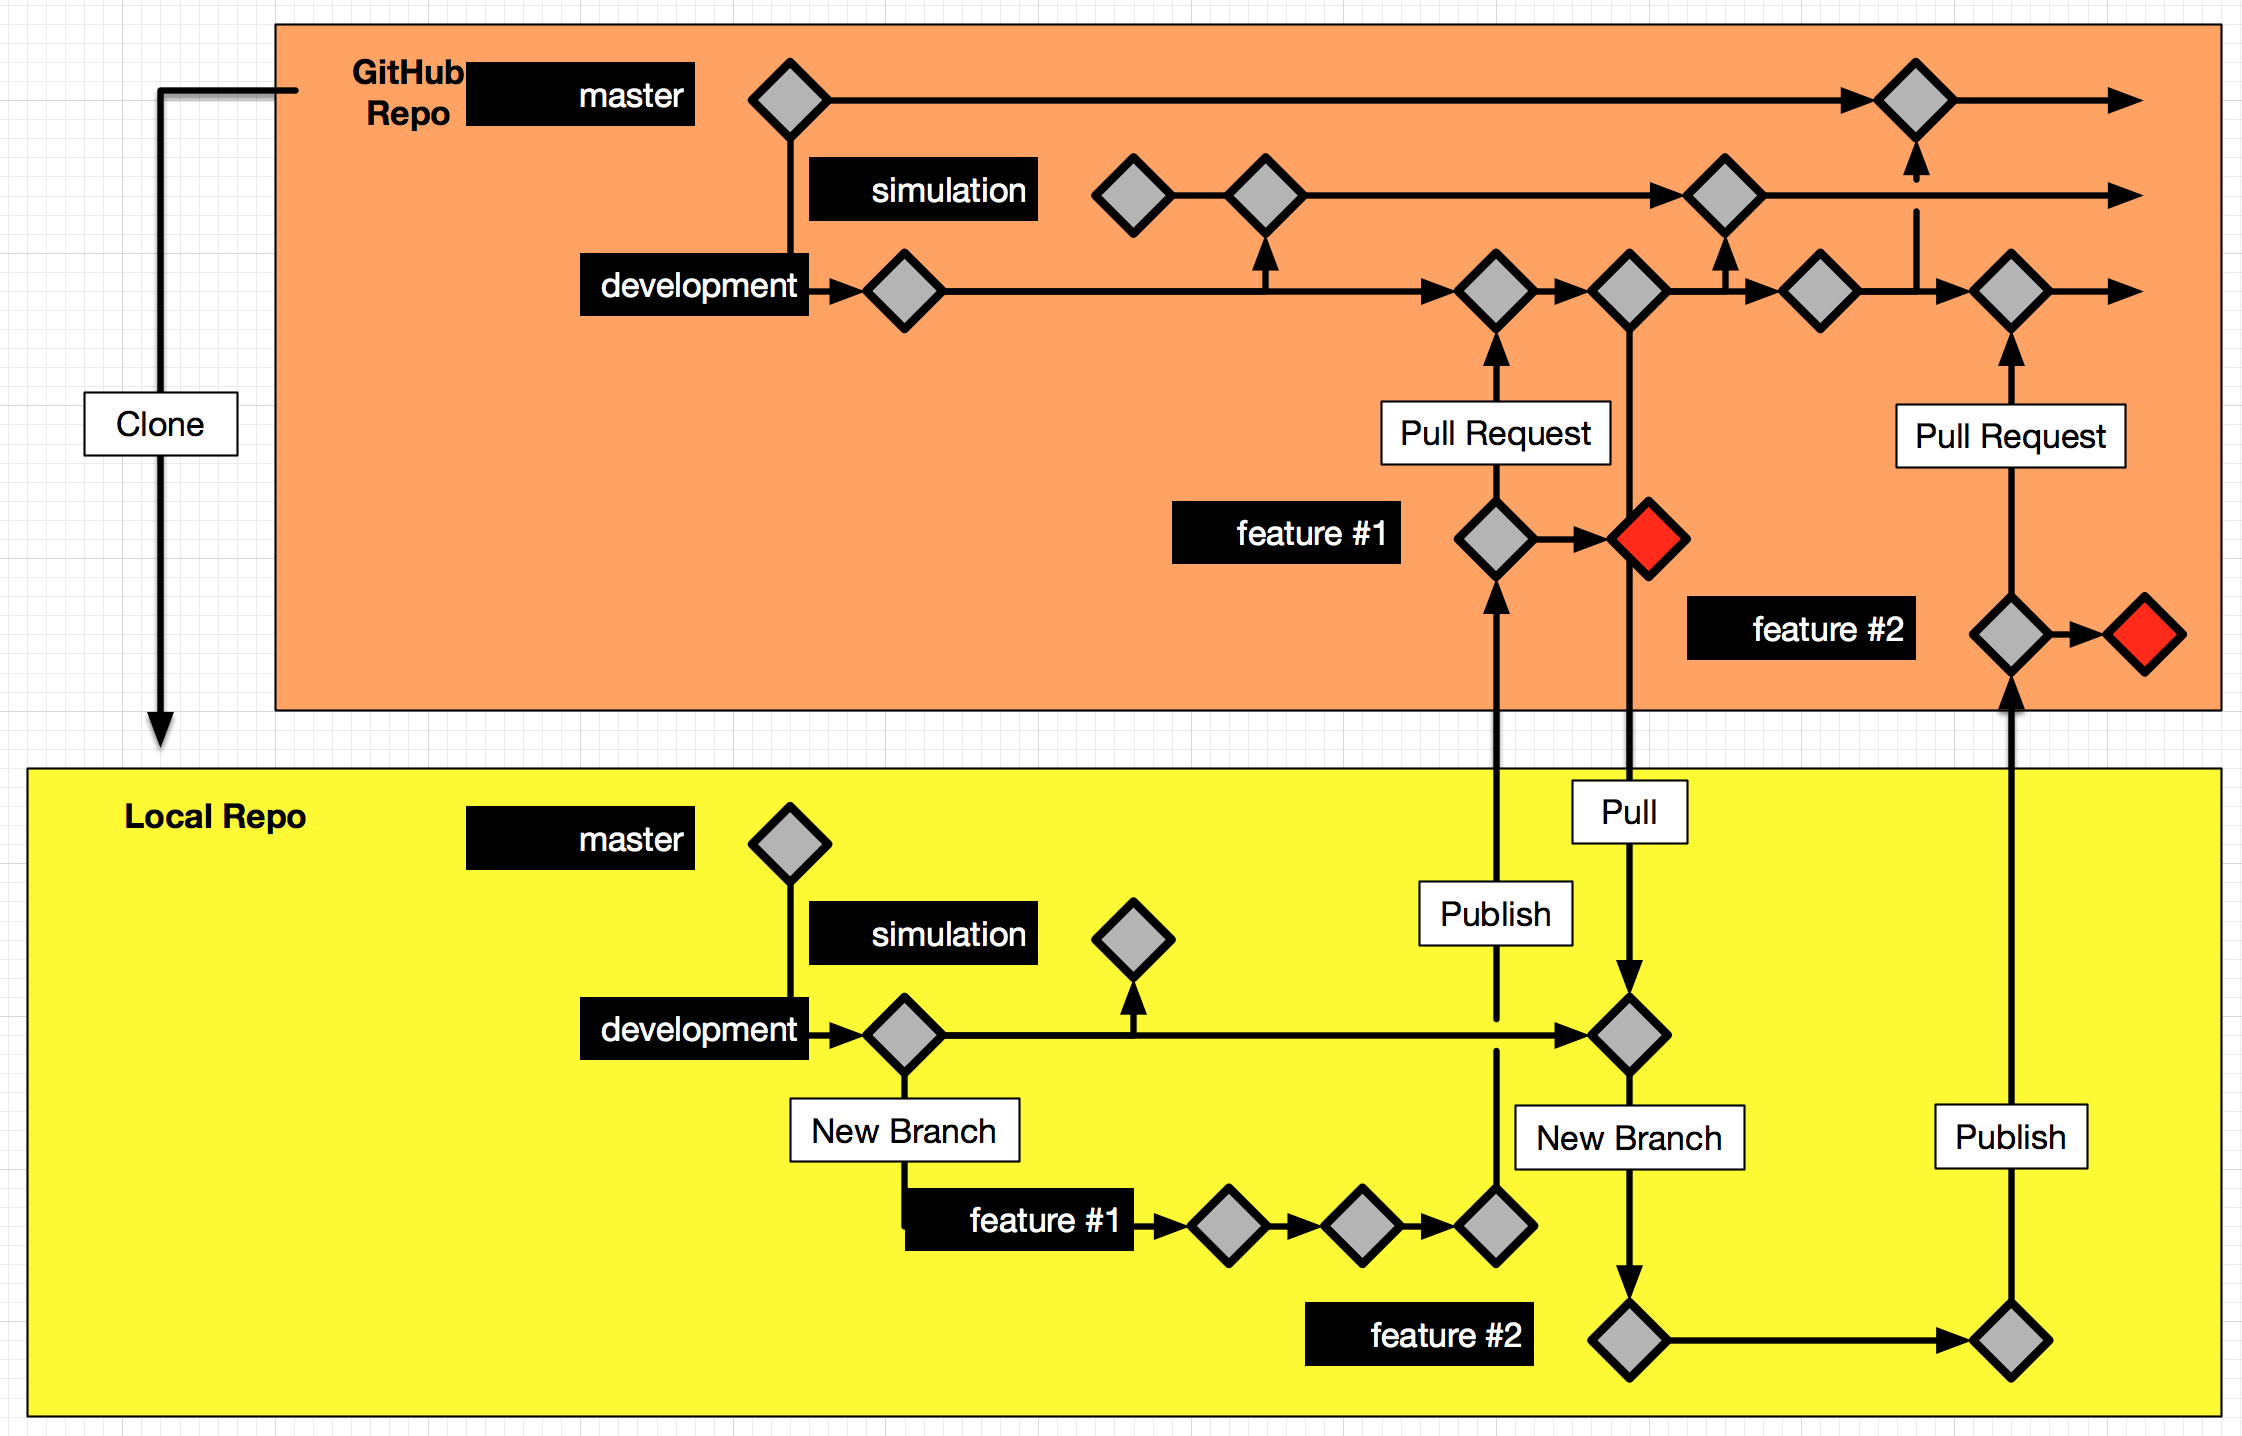 GitHub
Repo
master
simulation
development
Clone
Pull Request
Pull Request
feature #1
feature #2
Local Repo
master
Pull
simulation
Publish
development
New Branch
New Branch
Publish
feature #1
feature #2